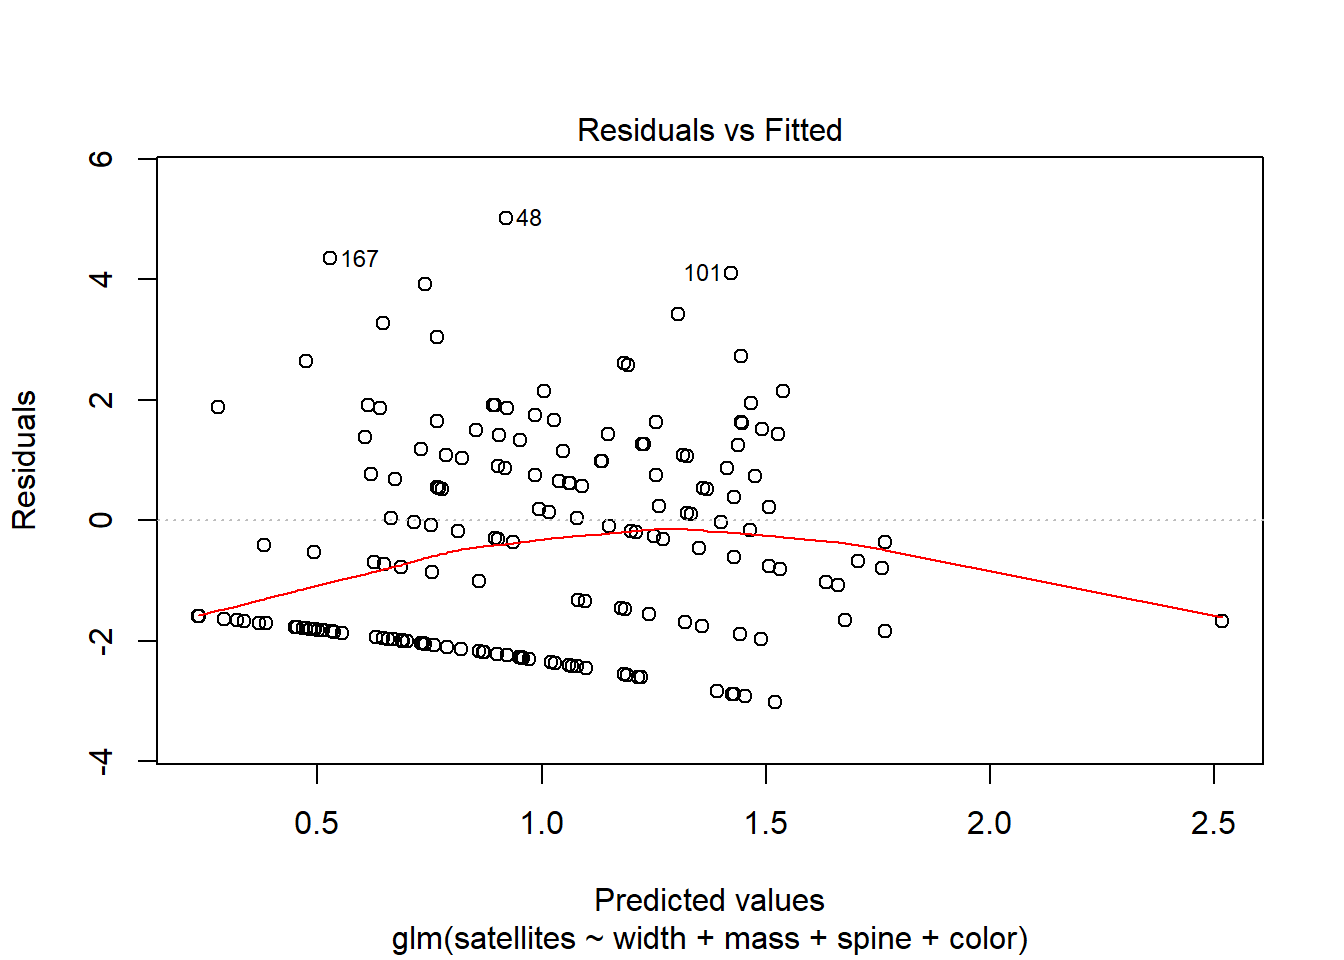 Residuals vs Fitted
6
4
2
0
-2
-4
Residuals
48
167
101
0.5 1.0 1.5 2.0 2.5
Predicted values
glm(satellites ~ width + mass + spine + color)